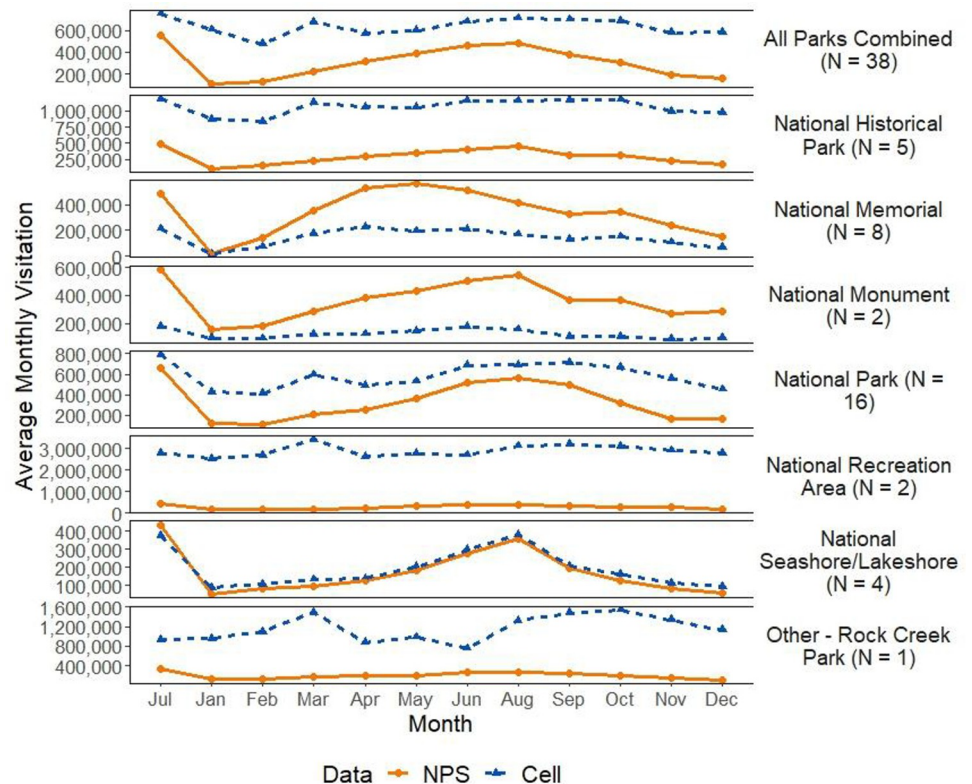 Average Monthly Visitation
600,000
400,000
200,000
All Parks Combined
(N = 38)
1,000,000
750,000
500,000
250,000
National Historical
Park (N = 5)
400,000
200,000
0
National Memorial
(N = 8)
600,000
400,000
200,000
National Monument
(N = 2)
800,000
600,000
400,000
200,000
National Park (N =
16)
3,000,000
2,000,000
1,000,000
0
National Recreation
Area (N = 2)
400,000
300,000
200,000
100,000
National
Seashore/Lakeshore
(N = 4)
1,600,000
1,200,000
800,000
400,000
Other - Rock Creek
Park (N = 1)
Jul Jan Feb Mar Apr May Jun Aug Sep Oct Nov Dec
Month
Data NPS Cell